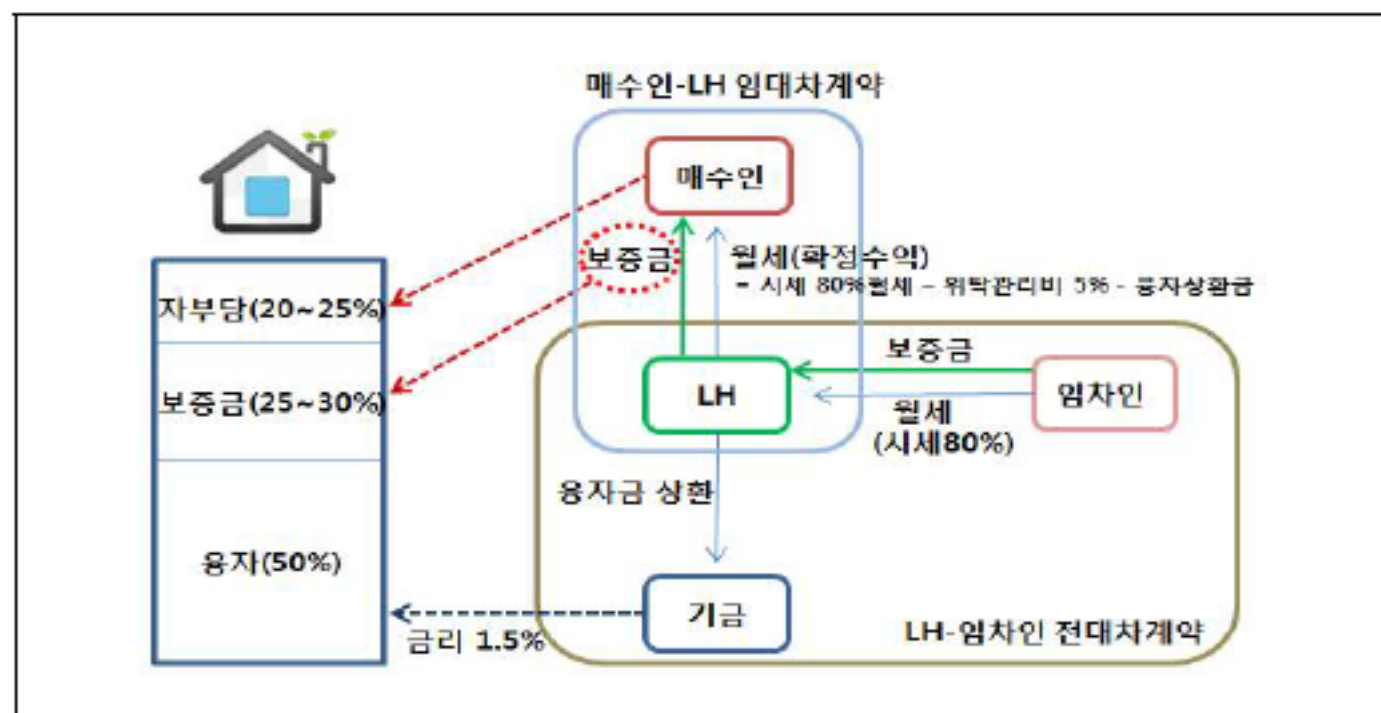 매수인-LH 임대차계약
매수인
보증금
월세(확정수익)
= 시세 80%월세 - 위탁관리비 5% - 융자상환금
자부담(20~25%)
보증금
보증금(25~30%)
LH
임차인
월세
(시세80%)
융자금 상환
융자(50%)
기금
금리 1.5%
LH-임차인 전대차계약